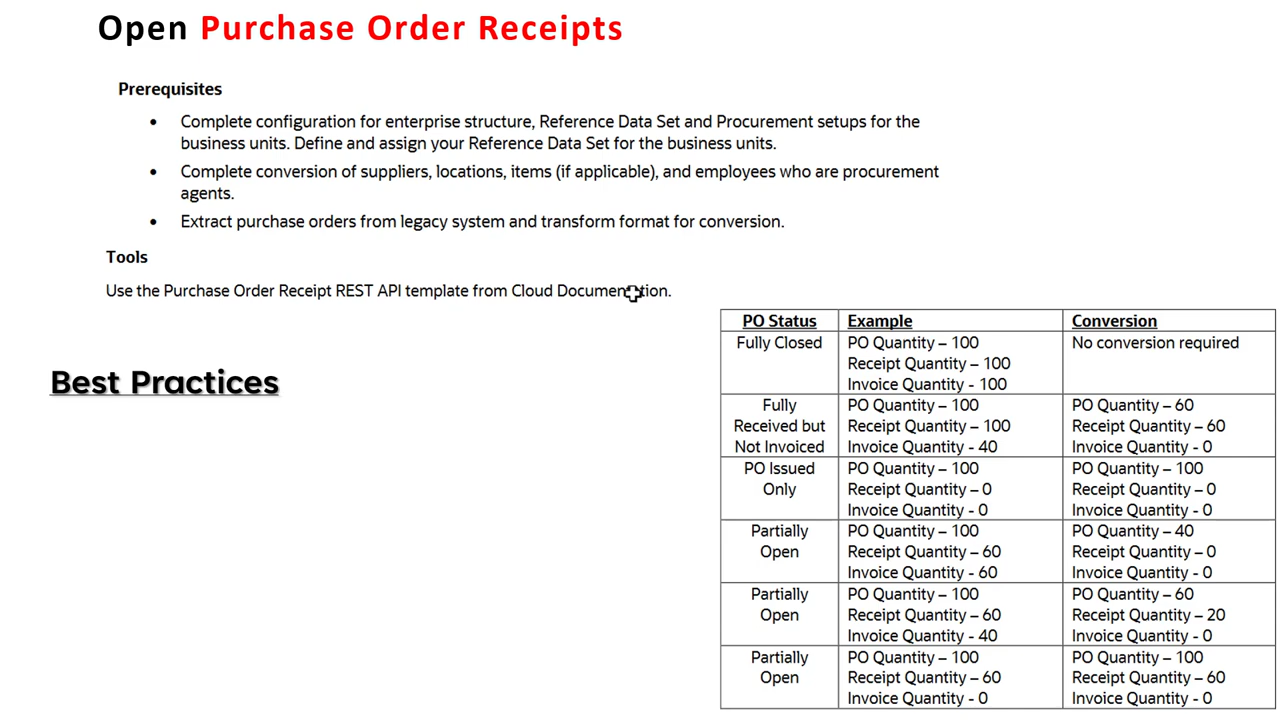 Open Purchase Order Receipts
Prerequisites
• Complete configuration for enterprise structure, Reference Data Set and Procurement setups for the
business units. Define and assign your Reference Data Set for the business units.
• Complete conversion of suppliers, locations, items (if applicable), and employees who are procurement
agents.
• Extract purchase orders from legacy system and transform format for conversion.
Tools
Use the Purchase Order Receipt REST API template from Cloud Documentation.
Best Practices
PO Status Example Conversion
Fully Closed PO Quantity – 100 No conversion required
Receipt Quantity – 100
Invoice Quantity - 100
Fully PO Quantity – 100 PO Quantity – 60
Received but Receipt Quantity – 100 Receipt Quantity – 60
Not Invoiced Invoice Quantity - 40 Invoice Quantity - 0
PO Issued PO Quantity – 100 PO Quantity – 100
Only Receipt Quantity – 0 Receipt Quantity – 0
Invoice Quantity - 0 Invoice Quantity - 0
Partially PO Quantity – 100 PO Quantity – 40
Open Receipt Quantity – 60 Receipt Quantity – 0
Invoice Quantity - 60 Invoice Quantity - 0
Partially PO Quantity – 100 PO Quantity – 60
Open Receipt Quantity – 60 Receipt Quantity – 20
Invoice Quantity - 40 Invoice Quantity - 0
Partially PO Quantity – 100 PO Quantity – 100
Open Receipt Quantity – 60 Receipt Quantity – 60
Invoice Quantity - 0 Invoice Quantity - 0